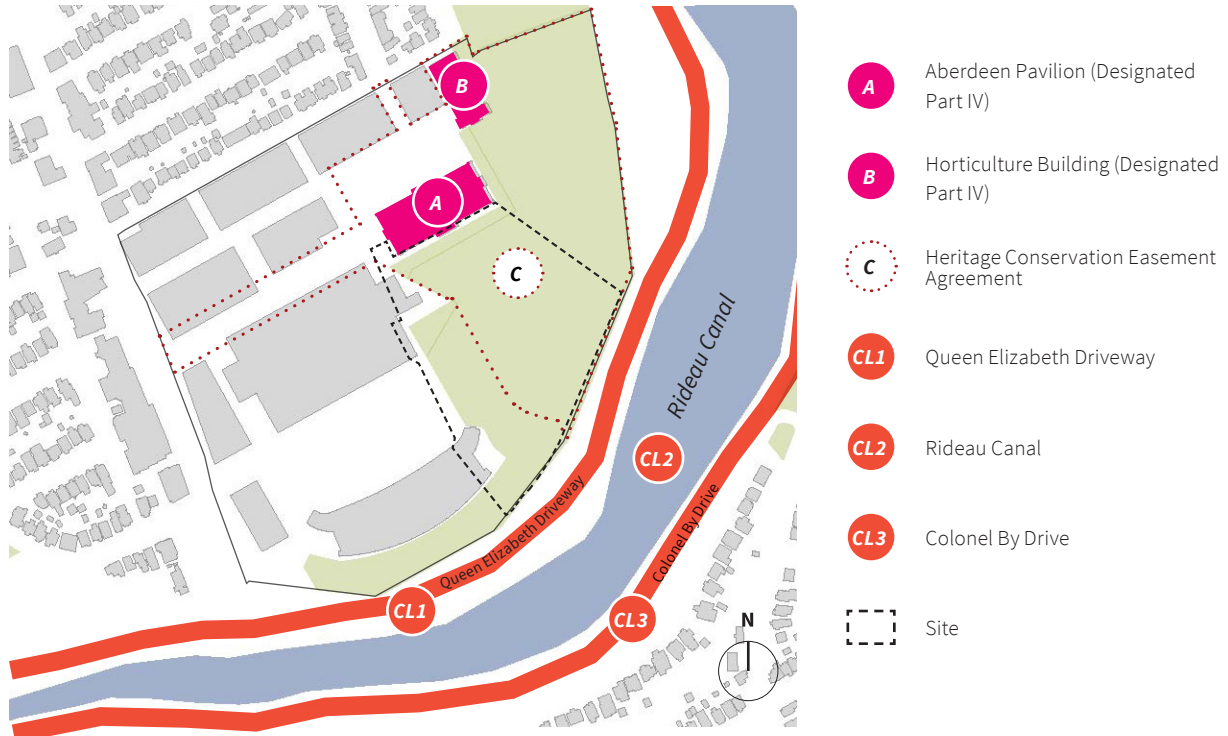 B
A
C
Rideau Canal
CL2
Queen Elizabeth Driveway
Colonel By Drive
CL1
CL3
N
A
Aberdeen Pavilion (Designated
Part IV)
B
Horticulture Building (Designated
Part IV)
C
Heritage Conservation Easement
Agreement
CL1
Queen Elizabeth Driveway
CL2
Rideau Canal
CL3
Colonel By Drive
Site